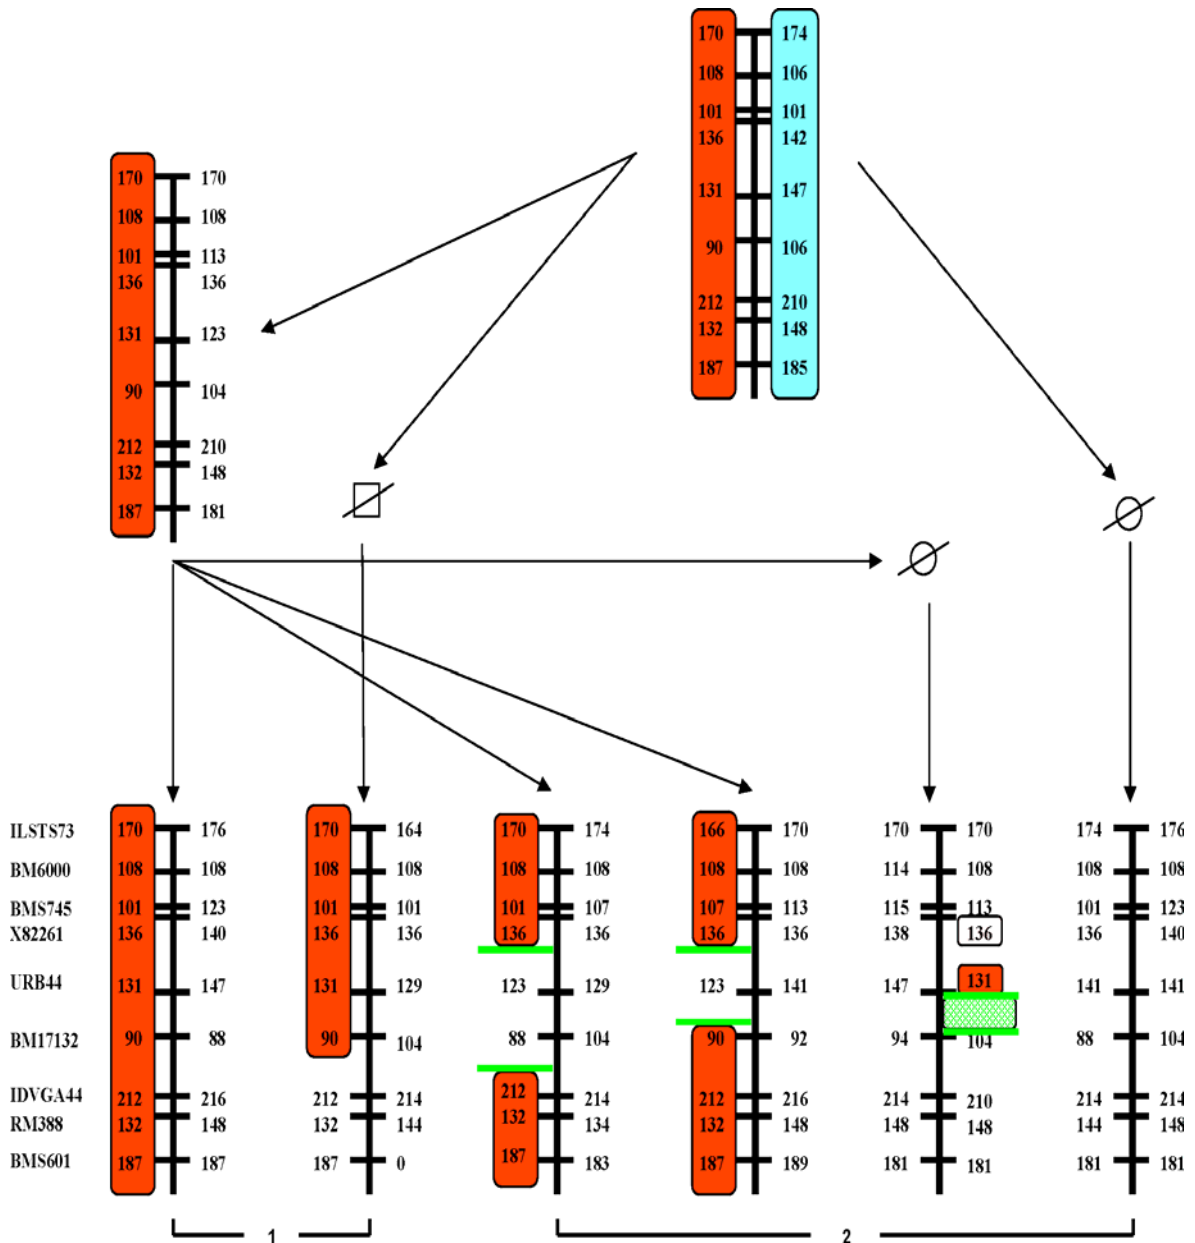 170 174
108 106
101 101
136 142
131 147
90 106
212 210
132 148
187 185
170 170
108 108
101 113
136 136
131 123
90 104
212 210
132 148
187 181
ILSTS73 170 176 170 164 170 174 166 170 170 170 174 176
BM6000 108 108 108 108 108 108 108 108 114 108 108 108
BMS745 101 123 101 101 101 107 107 113 115 113 101 123
X82261 136 140 136 136 136 136 136 136 138 136 136 140
URB44 131 147 131 129 123 129 123 141 147 131 141 141
BM17132 90 88 90 104 88 104 90 92 94 104 88 104
IDVGA44 212 216 212 214 212 214 212 216 214 210 214 214
RM388 132 148 132 144 132 134 132 148 148 148 144 148
BMS601 187 187 187 0 187 183 187 189 181 181 181 181
1 2